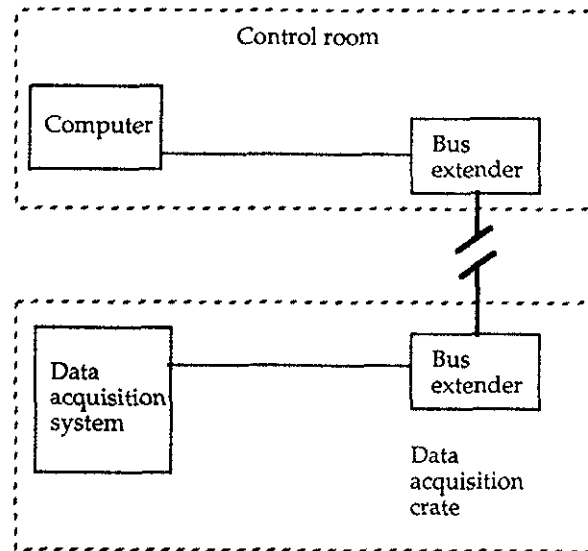 Control room
Computer
Bus
extender
Bus
extender
Data
acquisition
system
Data
acquisition
crate